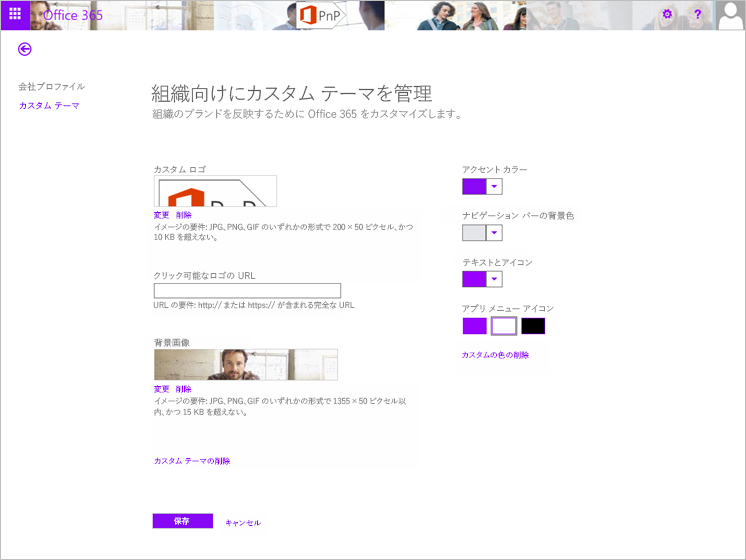 Office 365
PnP
?
会社プロファイル
カスタム テーマ
組織向けにカスタム テーマを管理
組織のブランドを反映するために Office 365 をカスタマイズします。
カスタム ロゴ
PnP
変更 削除
イメージの要件: JPG、PNG、GIF のいずれかの形式で 200 × 50 ピクセル、かつ
10 KB を超えない。
クリック可能なロゴの URL
URL の要件: http:// または https:// が含まれる完全な URL
背景画像
変更 削除
イメージの要件: JPG、PNG、GIF のいずれかの形式で 1355 × 50 ピクセル以
内、かつ 15 KB を超えない。
カスタム テーマの削除
保存 キャンセル
アクセント カラー
ナビゲーション バーの背景色
テキストとアイコン
アプリ メニュー アイコン
カスタムの色の削除